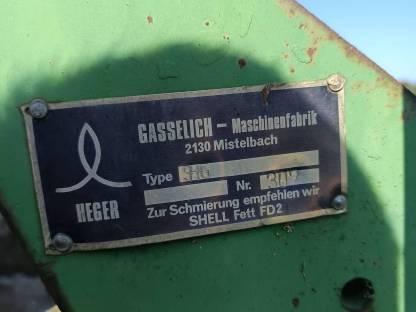 GASSELICH – Maschinenfabrik
2130 Mistelbach
Type
Nr.
HEGER
Zur Schmierung empfehlen wir
SHELL Fett FD2